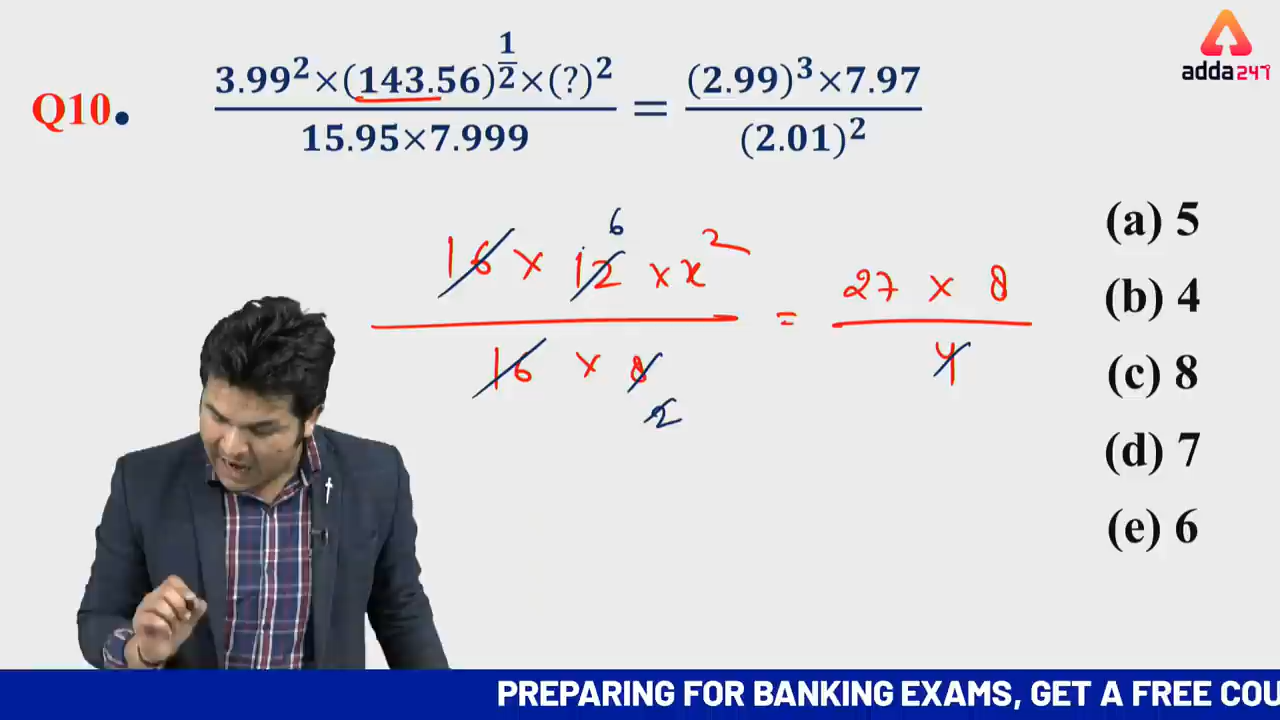 adda247
Q10. 3.99² × (143.56)^1/2 × (?)² / 15.95×7.999 = (2.99)³×7.97 / (2.01)²
(a) 5
(b) 4
(c) 8
(d) 7
(e) 6
6
16 × 12 × x² / 16 × 8 = 27 × 8 / 4
2
PREPARING FOR BANKING EXAMS, GET A FREE COU